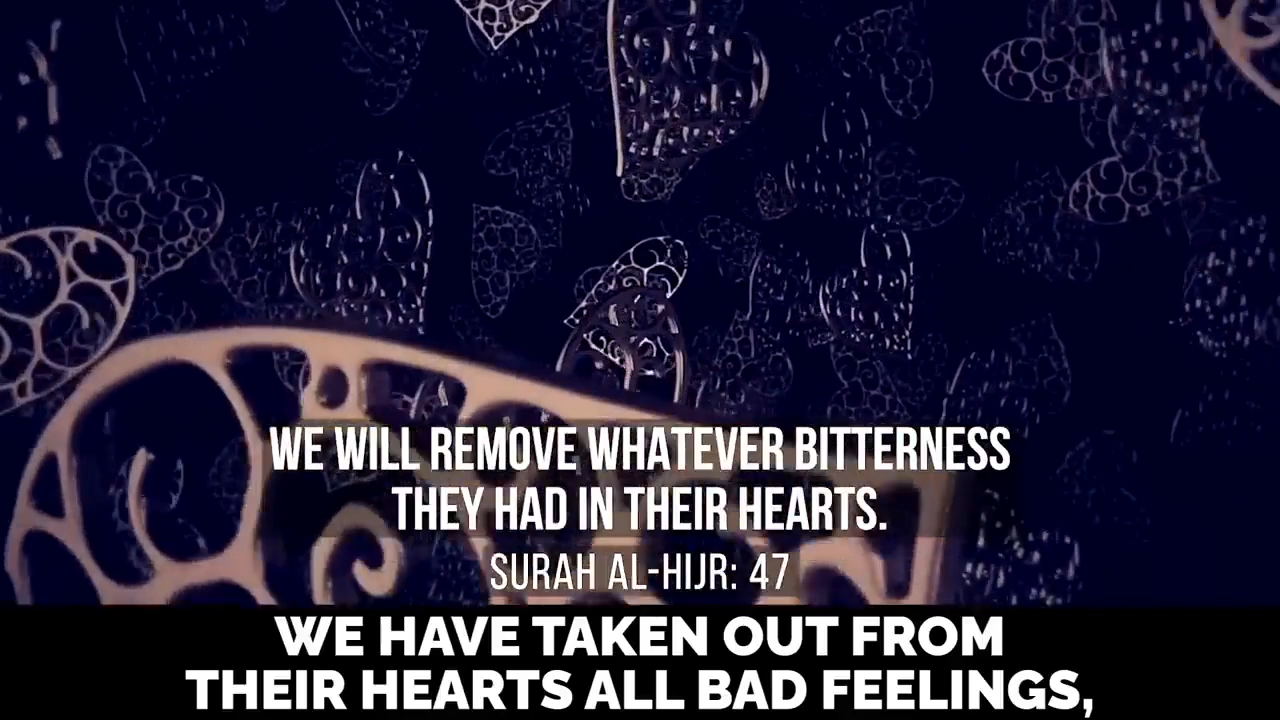 WE WILL REMOVE WHATEVER BITTERNESS
THEY HAD IN THEIR HEARTS.
SURAH AL-HIJR: 47
WE HAVE TAKEN OUT FROM
THEIR HEARTS ALL BAD FEELINGS,